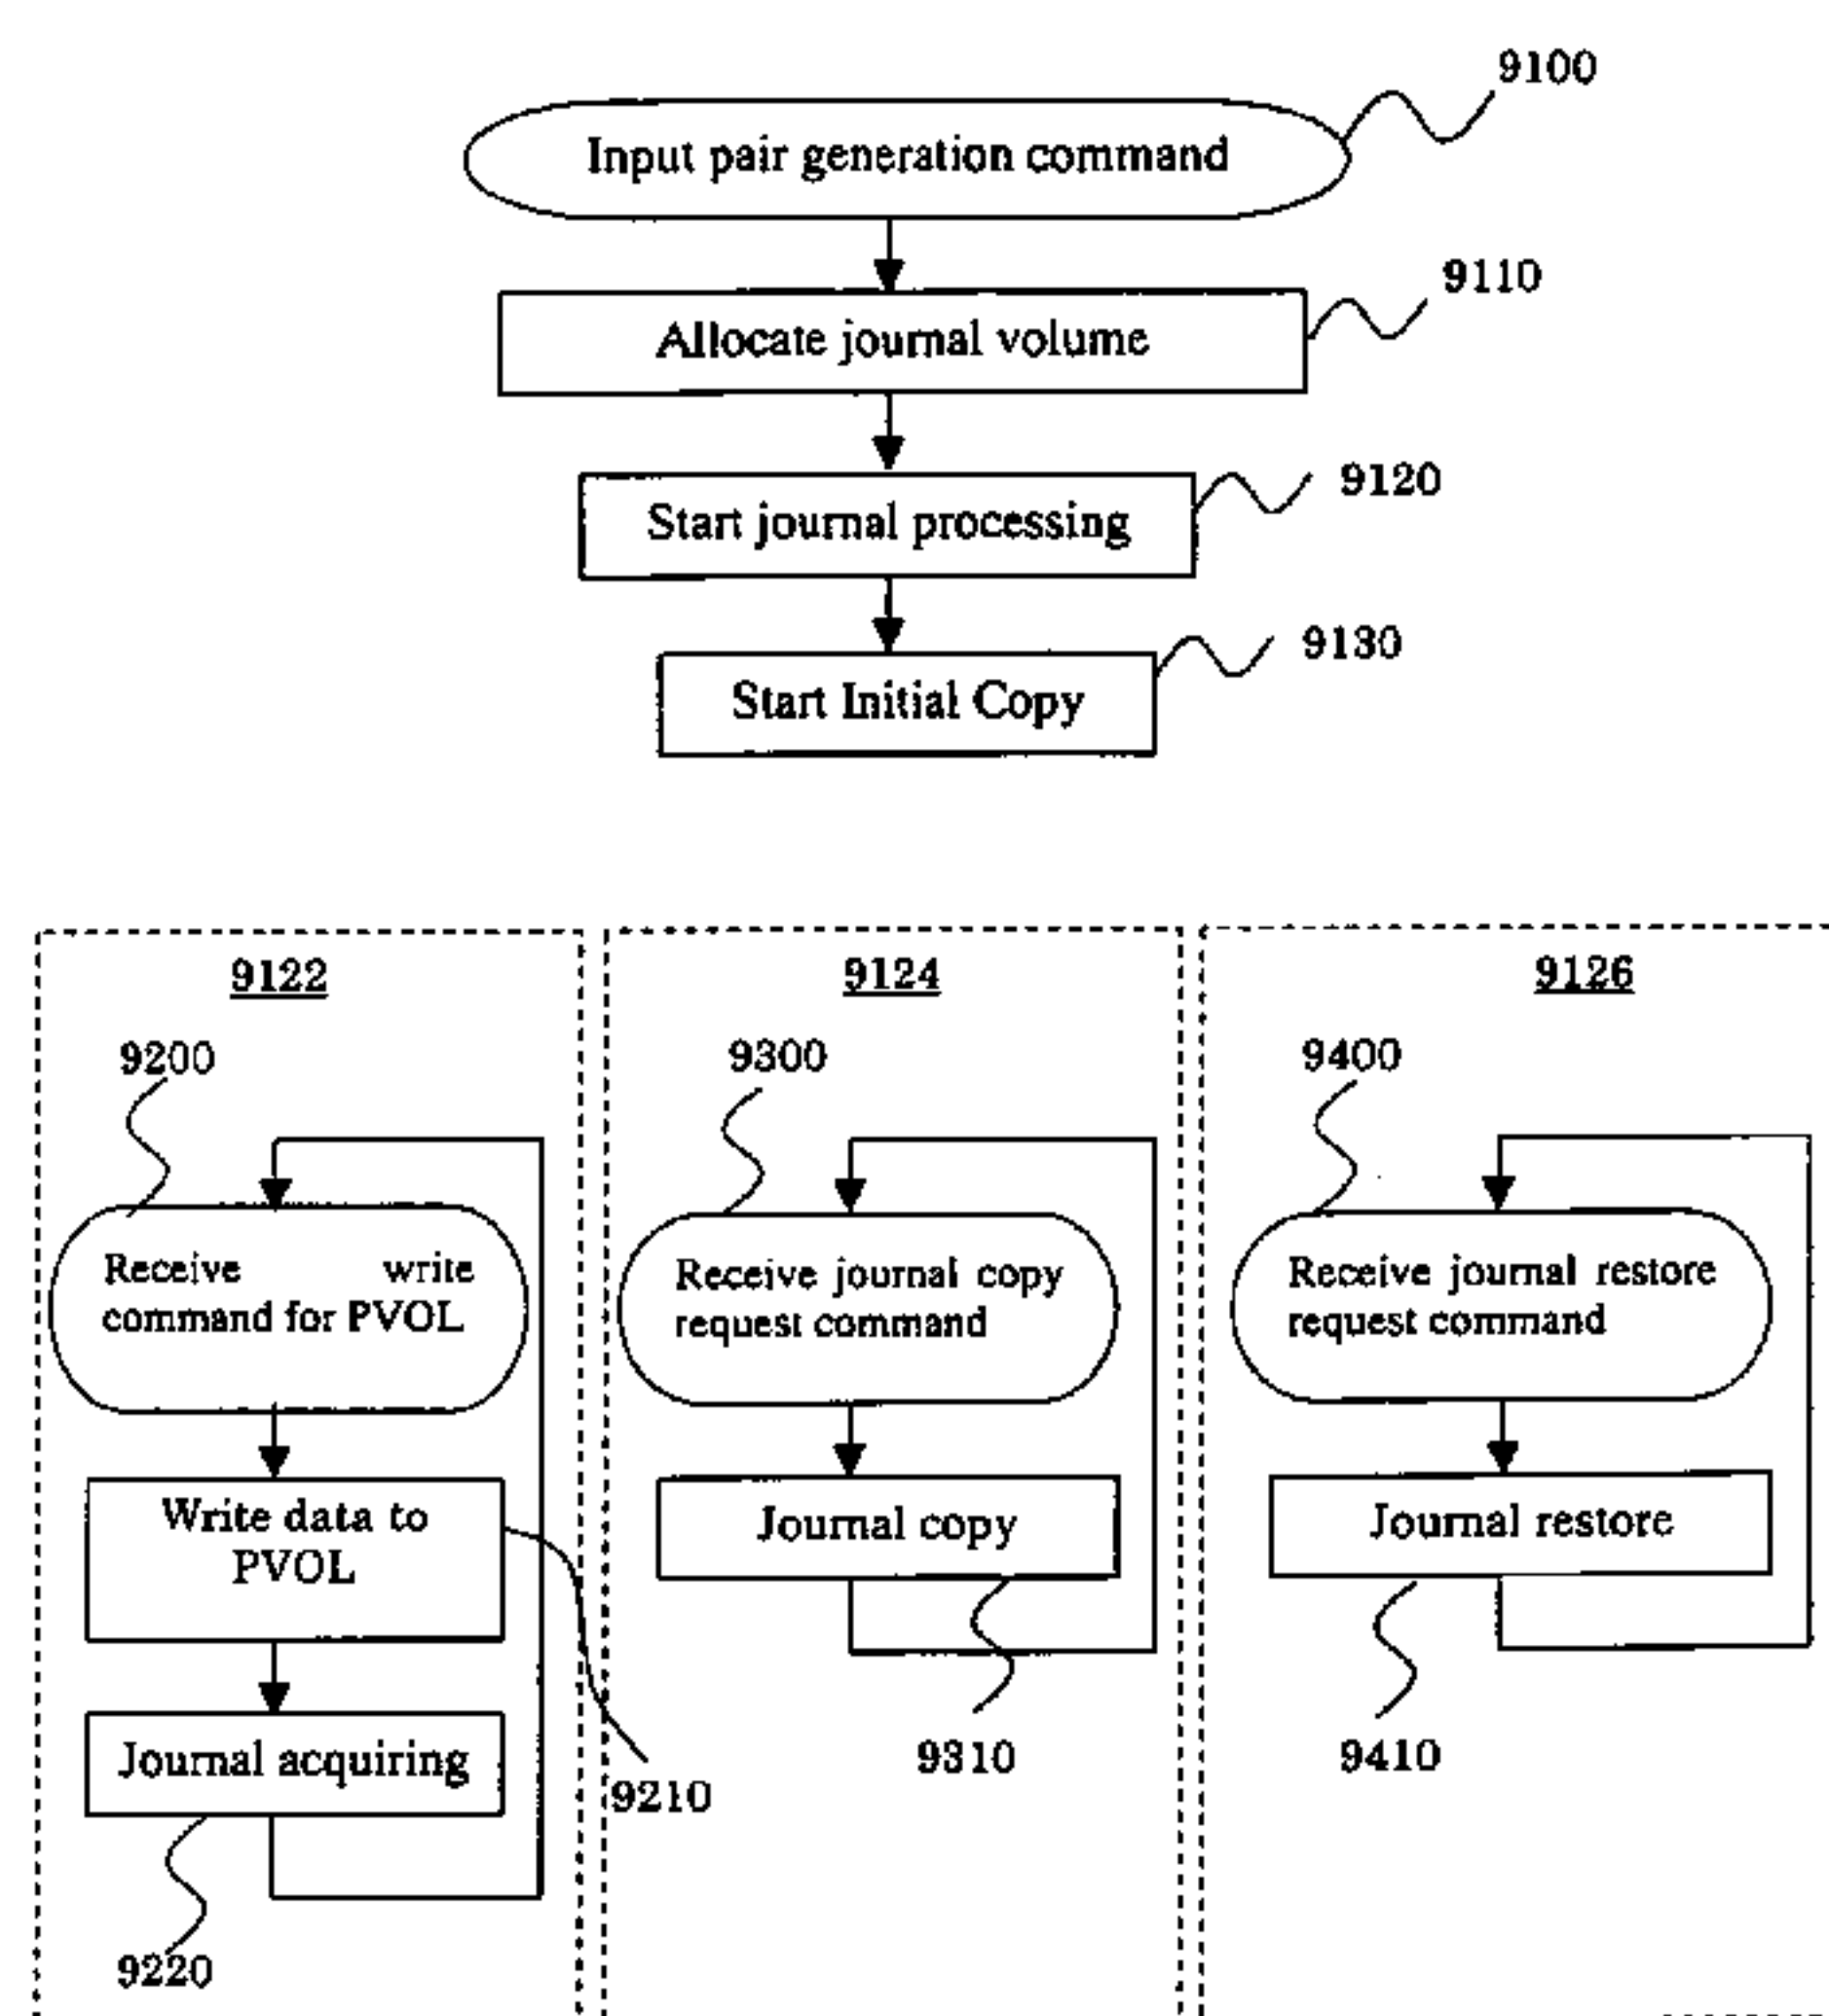 9100
Input pair generation command
9110
Allocate journal volume
9120
Start journal processing
9130
Start Initial Copy
9122
9200
Receive write
command for PVOL
Write data to
PVOL
9210
Journal acquiring
9220
9124
9300
Receive journal copy
request command
Journal copy
9310
9126
9400
Receive journal restore
request command
Journal restore
9410